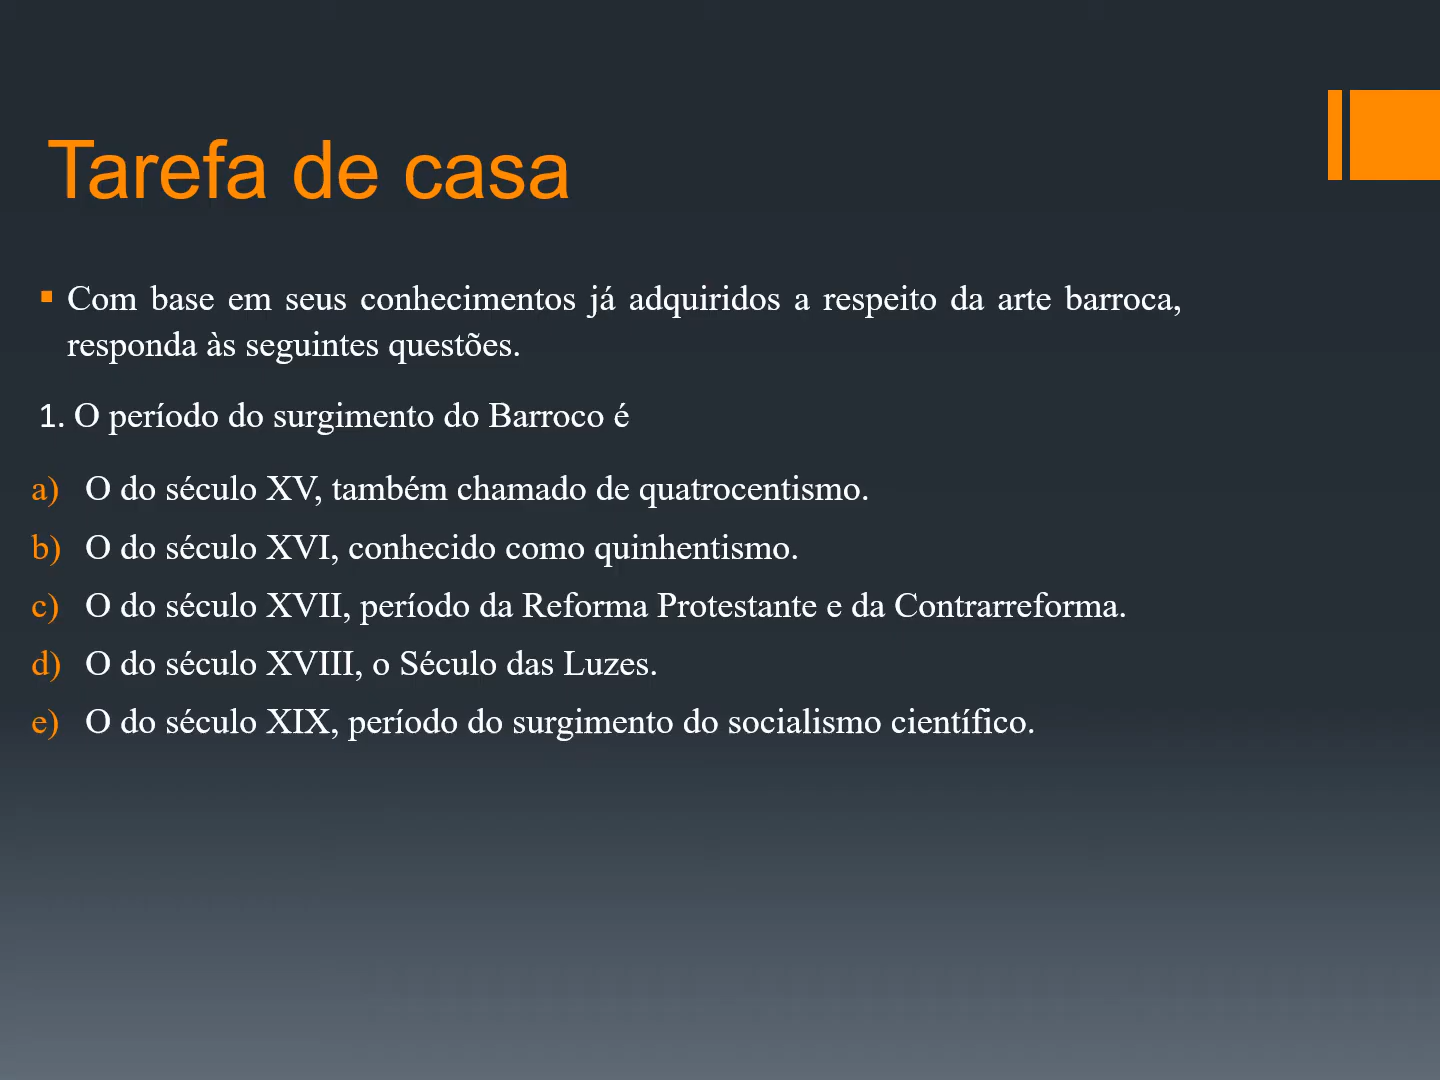 Tarefa de casa
Com base em seus conhecimentos já adquiridos a respeito da arte barroca,
responda às seguintes questões.
1. O período do surgimento do Barroco é
a) O do século XV, também chamado de quatrocentismo.
b) O do século XVI, conhecido como quinhentismo.
c) O do século XVII, período da Reforma Protestante e da Contrarreforma.
d) O do século XVIII, o Século das Luzes.
e) O do século XIX, período do surgimento do socialismo científico.